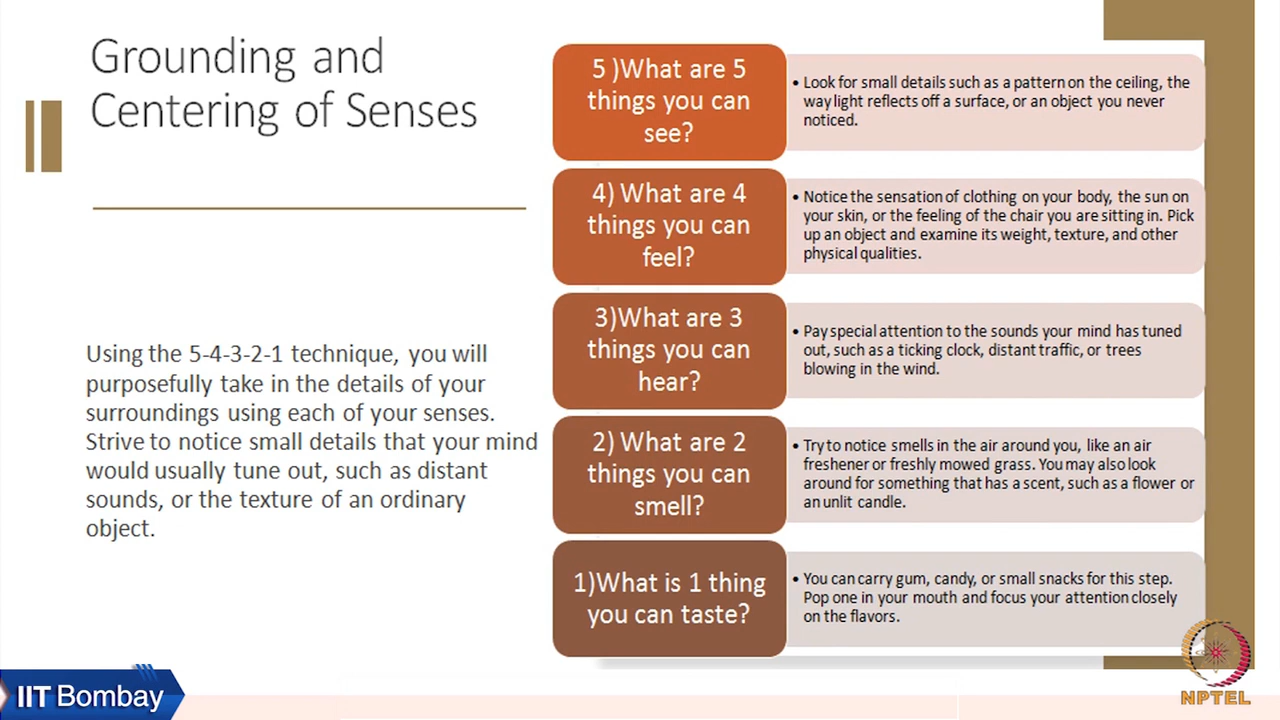 Grounding and
Centering of Senses
Using the 5-4-3-2-1 technique, you will
purposefully take in the details of your
surroundings using each of your senses.
Strive to notice small details that your mind
would usually tune out, such as distant
sounds, or the texture of an ordinary
object.
5 )What are 5
things you can
see?
• Look for small details such as a pattern on the ceiling, the
way light reflects off a surface, or an object you never
noticed.
4) What are 4
things you can
feel?
• Notice the sensation of clothing on your body, the sun on
your skin, or the feeling of the chair you are sitting in. Pick
up an object and examine its weight, texture, and other
physical qualities.
3)What are 3
things you can
hear?
• Pay special attention to the sounds your mind has tuned
out, such as a ticking clock, distant traffic, or trees
blowing in the wind.
2) What are 2
things you can
smell?
• Try to notice smells in the air around you, like an air
freshener or freshly mowed grass. You may also look
around for something that has a scent, such as a flower or
an unlit candle.
1)What is 1 thing
you can taste?
• You can carry gum, candy, or small snacks for this step.
Pop one in your mouth and focus your attention closely
on the flavors.
IIT Bombay
NPTEL